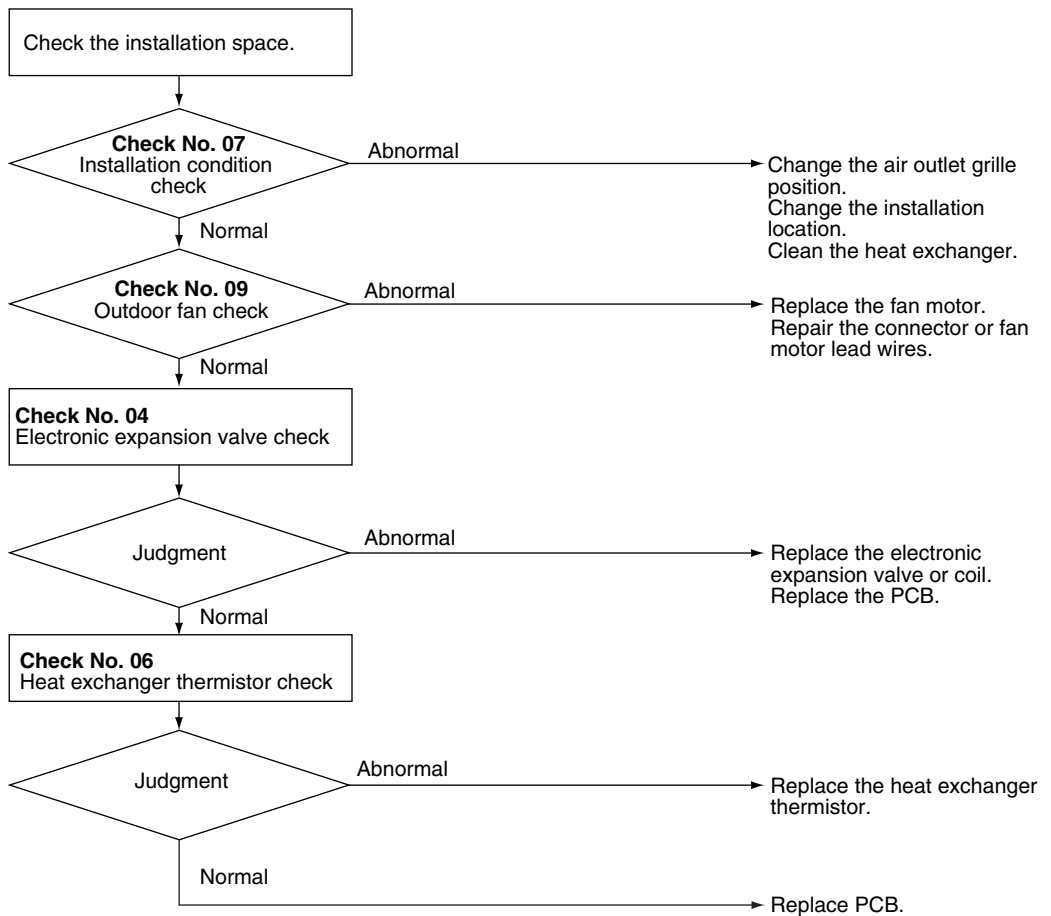 Check the installation space.
Check No. 07
Installation condition
check
Abnormal
Change the air outlet grille
position.
Change the installation
location.
Clean the heat exchanger.
Normal
Check No. 09
Outdoor fan check
Abnormal
Replace the fan motor.
Repair the connector or fan
motor lead wires.
Normal
Check No. 04
Electronic expansion valve check
Judgment
Abnormal
Replace the electronic
expansion valve or coil.
Replace the PCB.
Normal
Check No. 06
Heat exchanger thermistor check
Judgment
Abnormal
Replace the heat exchanger
thermistor.
Normal
Replace PCB.